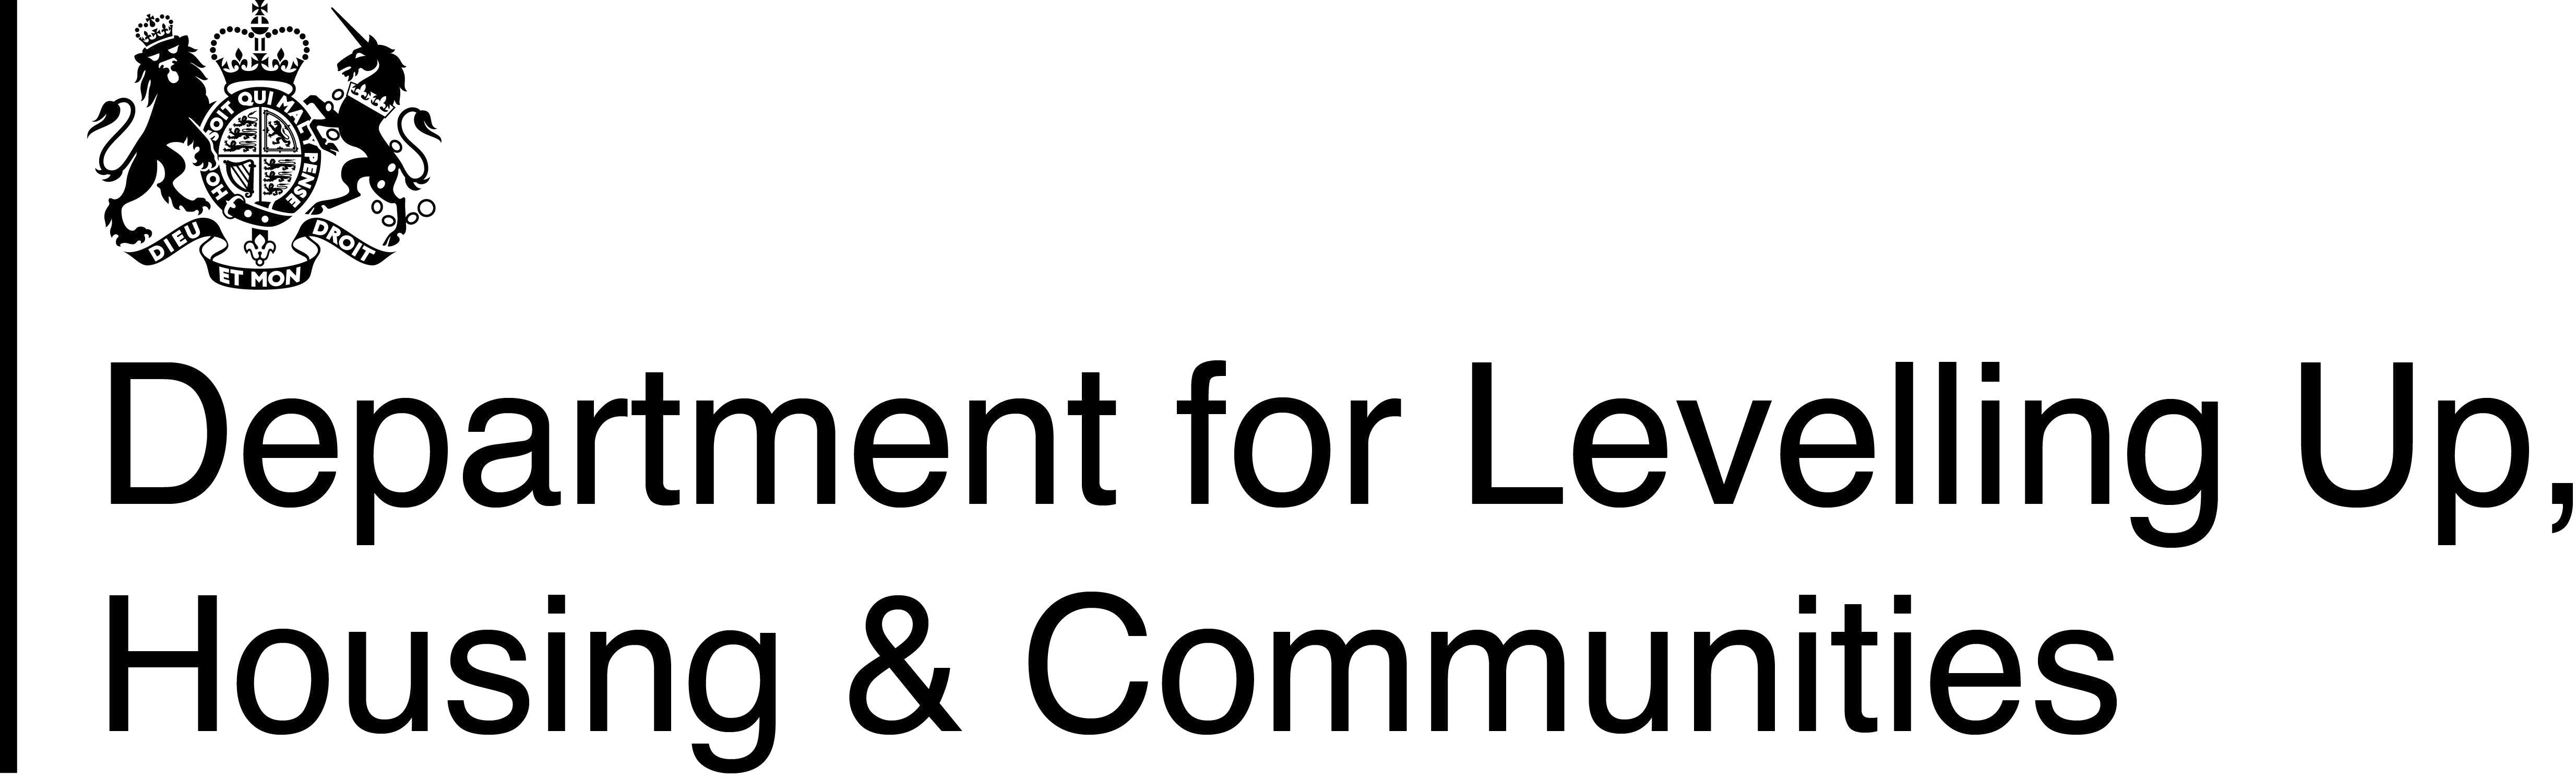 HONI SOIT QUI MAL Y PENSE
DIEU ET MON DROIT
Department for Levelling Up,
Housing & Communities